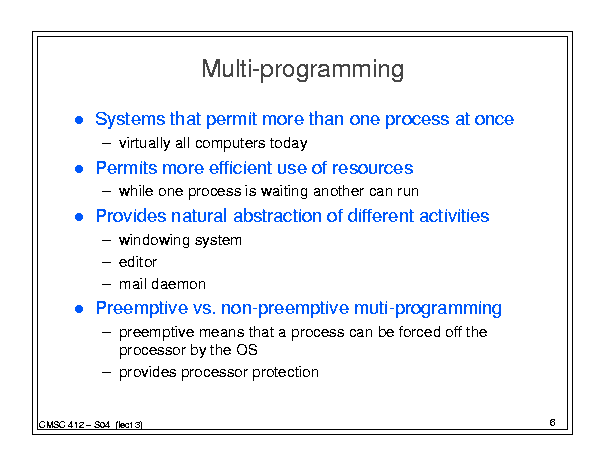 Multi-programming
● Systems that permit more than one process at once
– virtually all computers today
● Permits more efficient use of resources
– while one process is waiting another can run
● Provides natural abstraction of different activities
– windowing system
– editor
– mail daemon
● Preemptive vs. non-preemptive muti-programming
– preemptive means that a process can be forced off the
processor by the OS
– provides processor protection
CMSC 412 – S04 (lect 3)
6